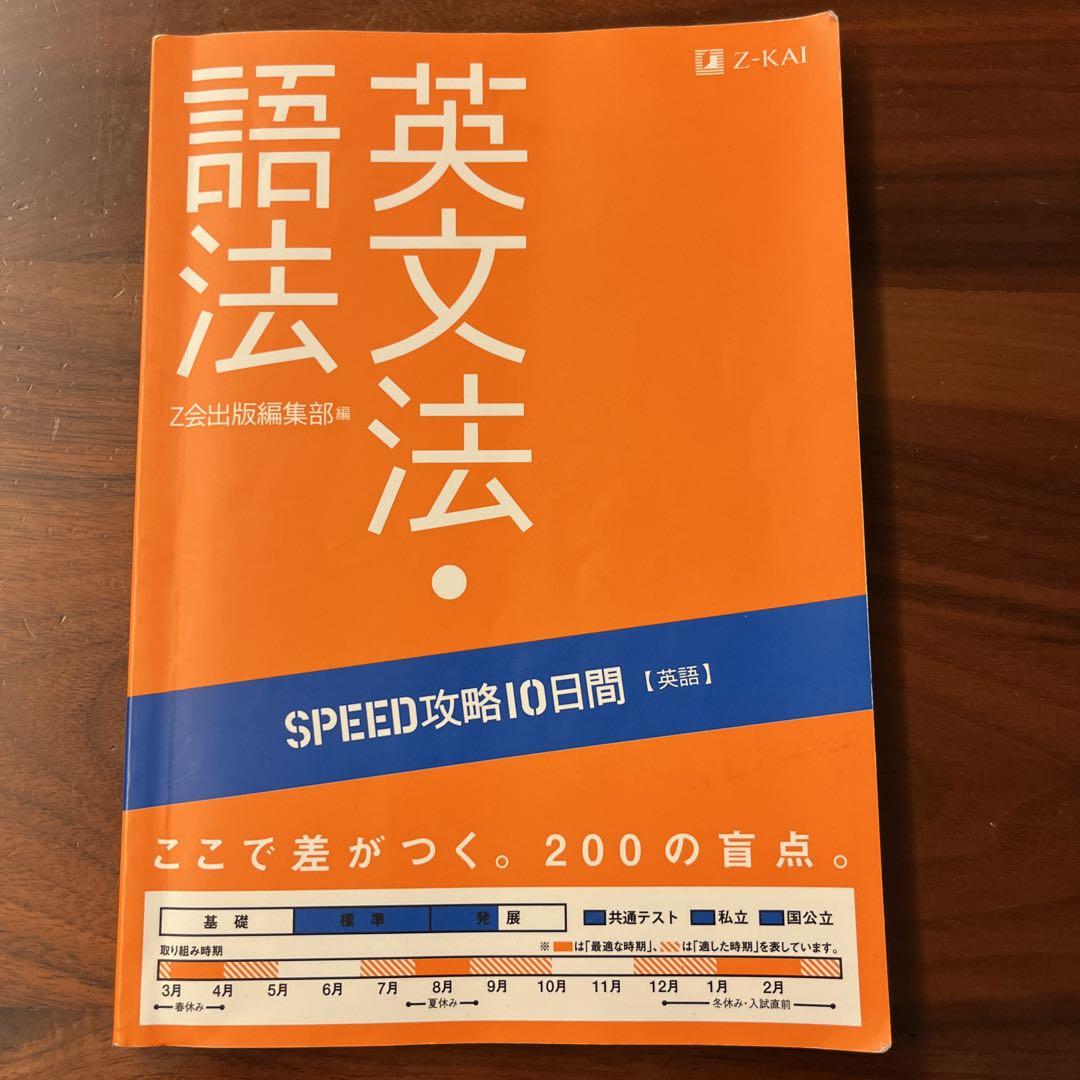 Z-KAI
英文法・
語法
Z会出版編集部 編
SPEED攻略10日間【英語】
ここで差がつく。200の盲点。
基礎 標準 発展 共通テスト 私立 国公立
取り組み時期 ※ は「最適な時期」、 は「適した時期」を表しています。
3月 4月 5月 6月 7月 8月 9月 10月 11月 12月 1月 2月
春休み 夏休み 冬休み・入試直前